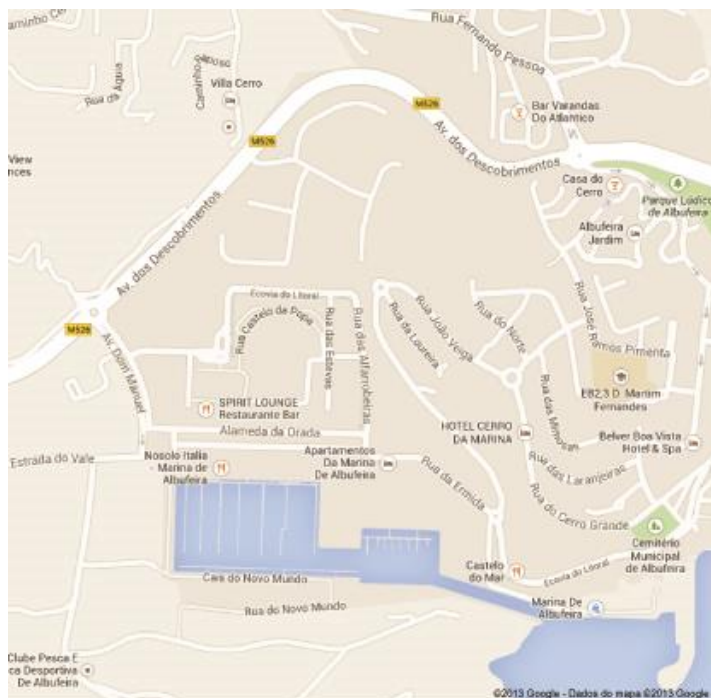 Rua Fernando Pessoa
Rua da Águia
Villa Cerro
M526
Av. dos Descobrimentos
Bar Varandas
Do Atlantico
View
M526
Av. dos Descobrimentos
Casa do
Cerro
Parque Lúdico
de Albufeira
Albufeira
Jardim
M526
Av. Dom Manuel
Ecovia do Litoral
Rua Castelo da Popa
Rua das Estevas
Rua das Alfarrobeiras
Rua da Loureira
Rua João Veiga
Rua do Norte
Rua José Ramos Pimenta
EB2,3 D. Martim
Fernandes
SPIRIT LOUNGE
Restaurante Bar
Alameda da Orada
HOTEL CERRO
DA MARINA
Rua das Mimosas
Belver Boa Vista
Hotel & Spa
Estrada do Vale
Nosolo Italia
- Marina de
Albufeira
Apartamentos
Da Marina
De Albufeira
Rua da Ermida
Rua das Laranjeiras
Rua do Cerro Grande
Cemitério
Municipal
de Albufeira
Castelo
do Mar
Ecovia do Litoral
Cais do Novo Mundo
Rua do Novo Mundo
Marina De
Albufeira
Clube Pesca E
ca Desportiva
De Albufeira
©2013 Google - Dados do mapa ©2013 Google